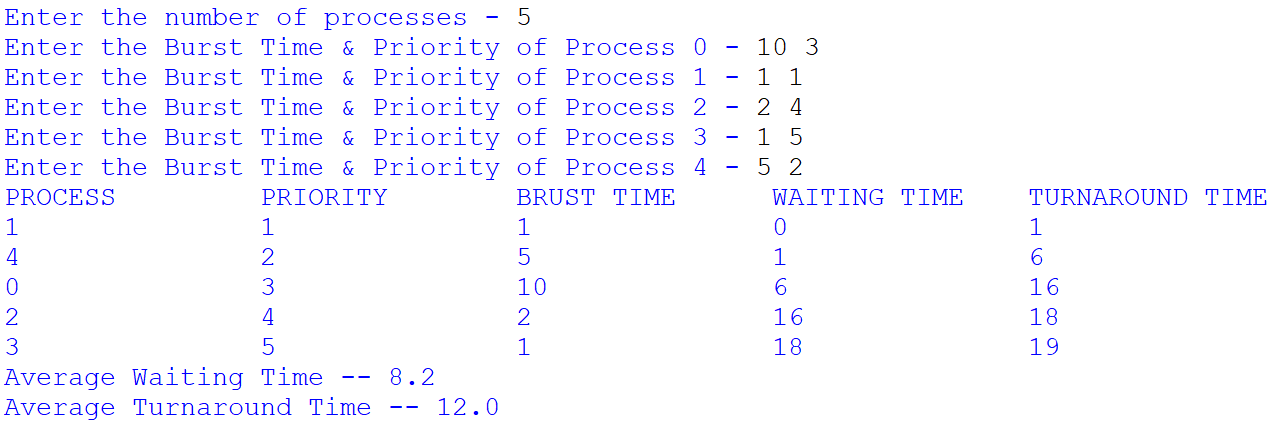 Enter the number of processes - 5
Enter the Burst Time & Priority of Process 0 - 10 3
Enter the Burst Time & Priority of Process 1 - 1 1
Enter the Burst Time & Priority of Process 2 - 2 4
Enter the Burst Time & Priority of Process 3 - 1 5
Enter the Burst Time & Priority of Process 4 - 5 2
PROCESS PRIORITY BRUST TIME WAITING TIME TURNAROUND TIME
1 1 1 0 1
4 2 5 1 6
0 3 10 6 16
2 4 2 16 18
3 5 1 18 19
Average Waiting Time -- 8.2
Average Turnaround Time -- 12.0